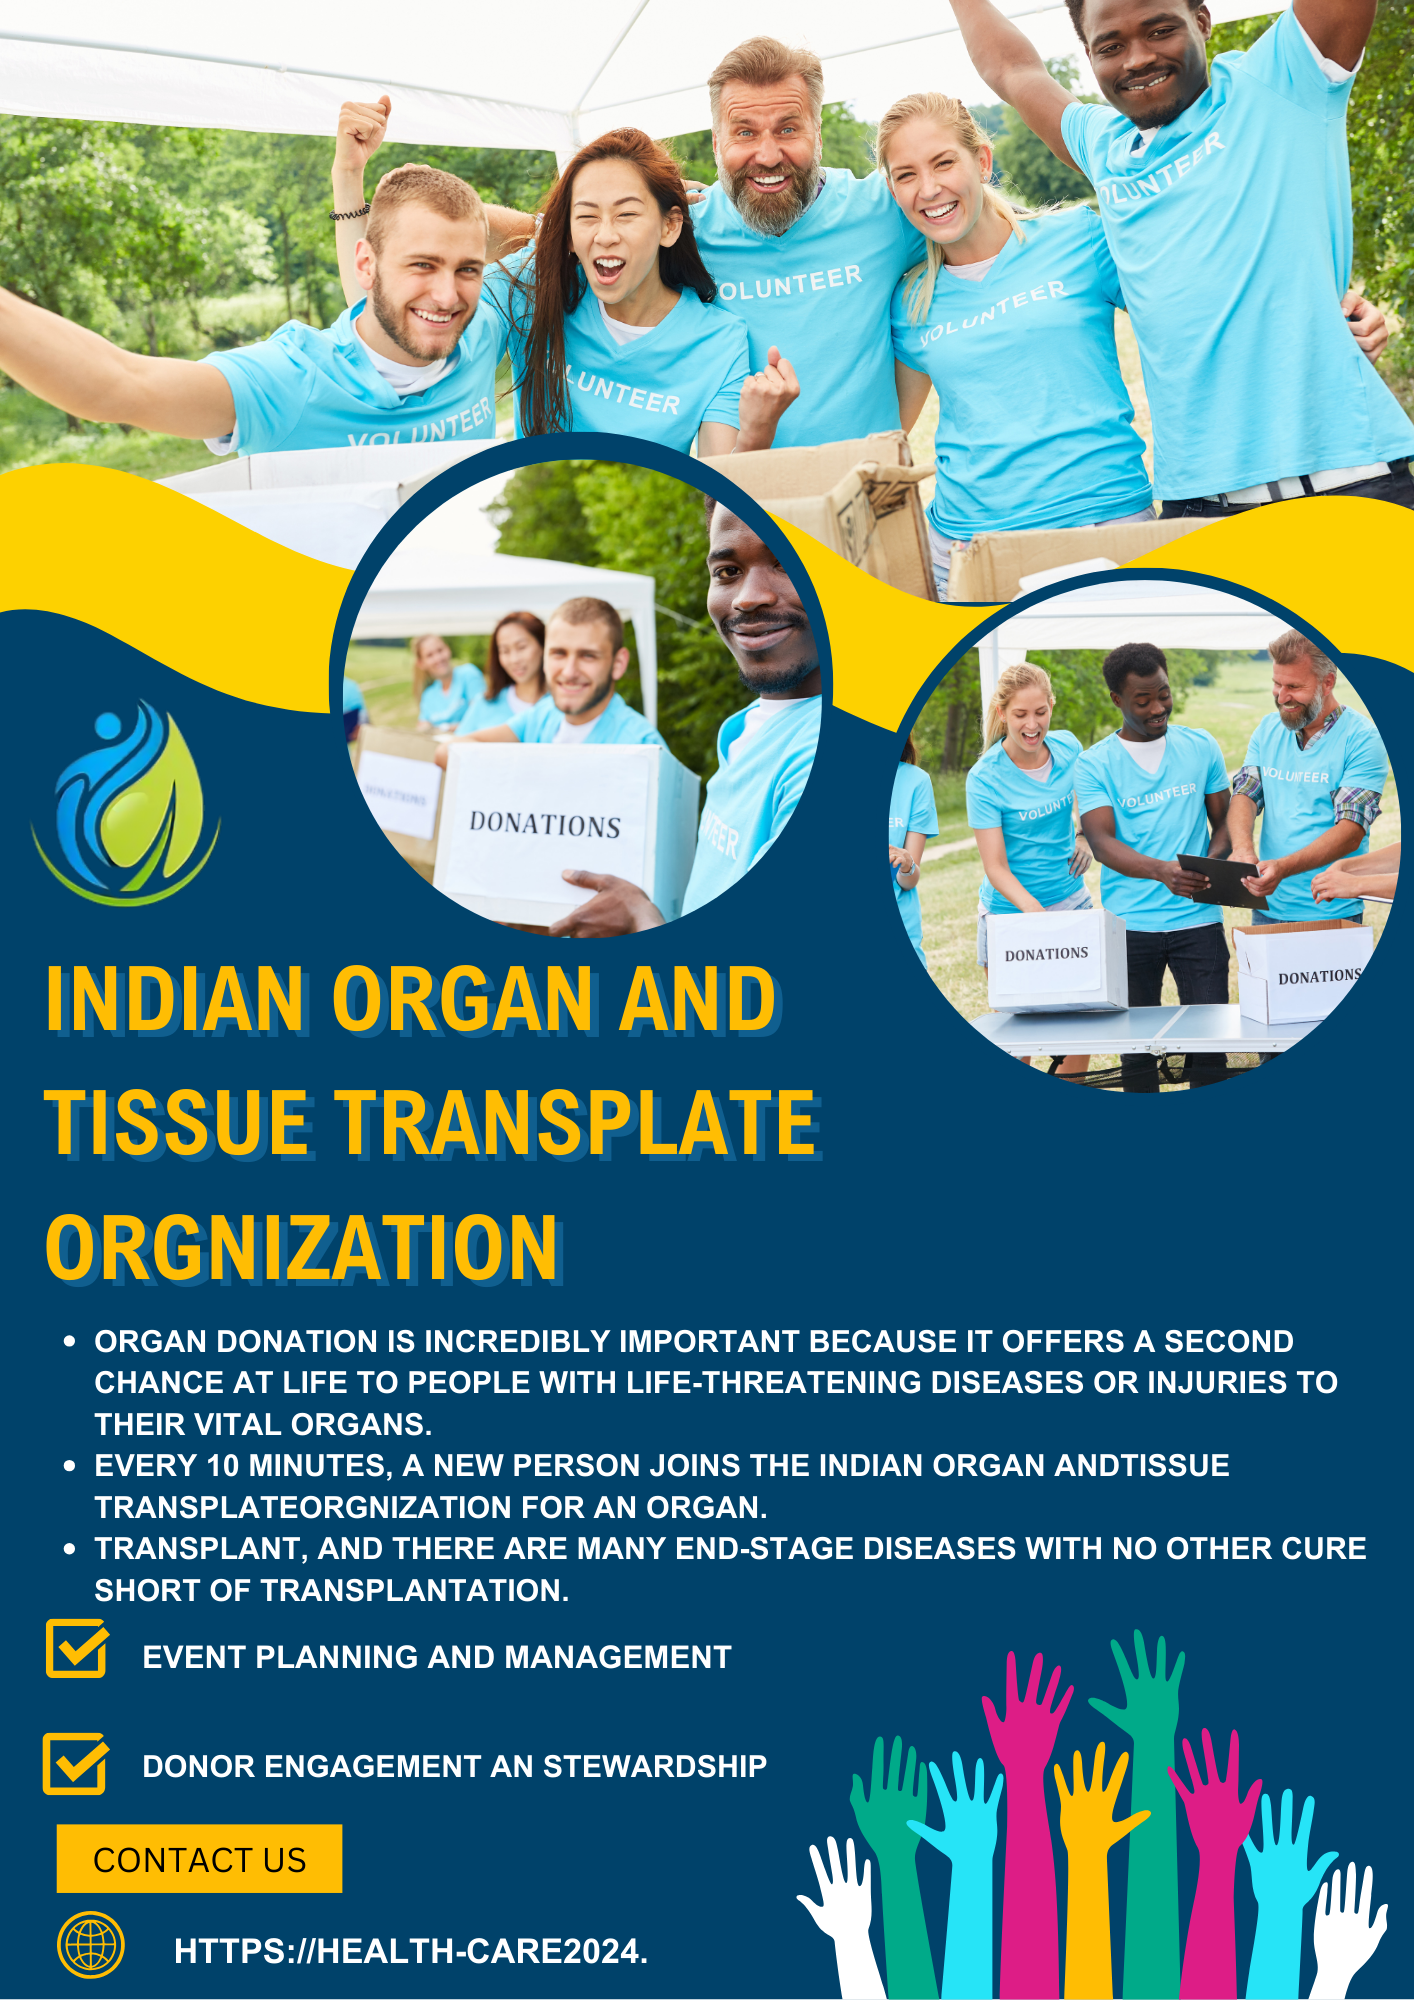 VOLUNTEER
LUNTEER
OLUNTEER
VOLUNTEER
VOLUNTEER
DONATIONS
DONATIONS
VOLUNTEER
VOLUNTEER
DONATIONS
DONATIONS
INDIAN ORGAN AND
TISSUE TRANSPLATE
ORGNIZATION
• ORGAN DONATION IS INCREDIBLY IMPORTANT BECAUSE IT OFFERS A SECOND
CHANCE AT LIFE TO PEOPLE WITH LIFE-THREATENING DISEASES OR INJURIES TO
THEIR VITAL ORGANS.
• EVERY 10 MINUTES, A NEW PERSON JOINS THE INDIAN ORGAN ANDTISSUE
TRANSPLATEORGNIZATION FOR AN ORGAN.
• TRANSPLANT, AND THERE ARE MANY END-STAGE DISEASES WITH NO OTHER CURE
SHORT OF TRANSPLANTATION.
EVENT PLANNING AND MANAGEMENT
DONOR ENGAGEMENT AN STEWARDSHIP
CONTACT US
HTTPS://HEALTH-CARE2024.